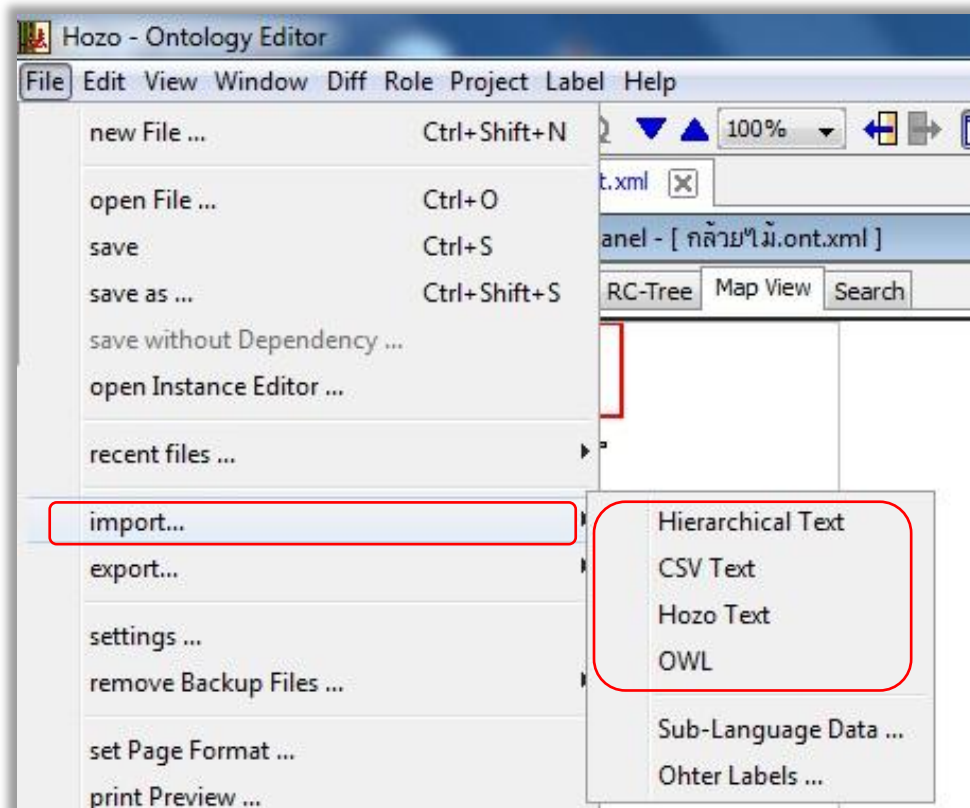 Hozo - Ontology Editor
File Edit View Window Diff Role Project Label Help
100%
t.xml
anel - [ กล้วยไม้.ont.xml ]
RC-Tree Map View Search
new File ... Ctrl+Shift+N
open File ... Ctrl+O
save Ctrl+S
save as ... Ctrl+Shift+S
save without Dependency ...
open Instance Editor ...
recent files ...
import...
export...
settings ...
remove Backup Files ...
set Page Format ...
print Preview ...
Hierarchical Text
CSV Text
Hozo Text
OWL
Sub-Language Data ...
Ohter Labels ...